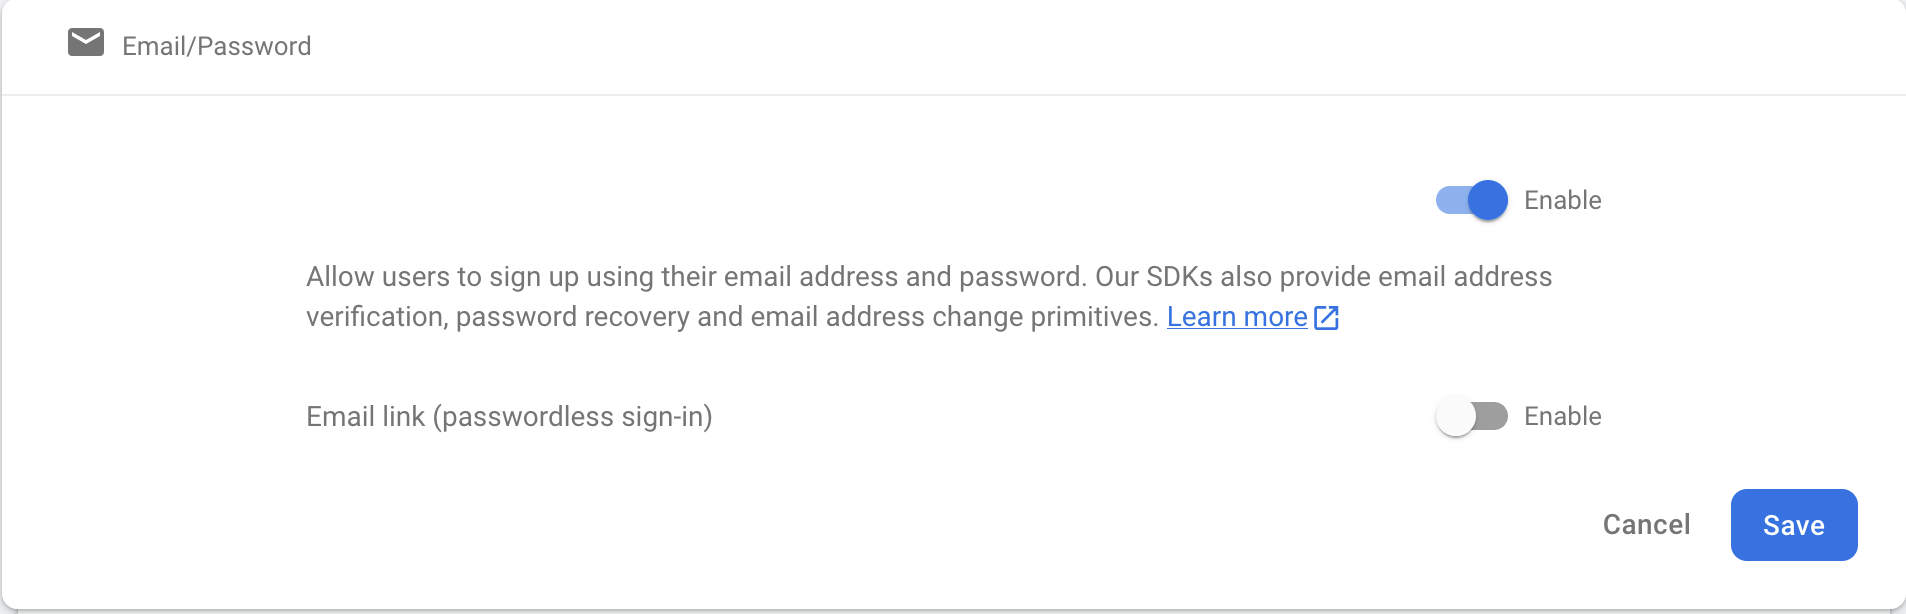 Email/Password
Enable
Allow users to sign up using their email address and password. Our SDKs also provide email address
verification, password recovery and email address change primitives. Learn more
Email link (passwordless sign-in)
Enable
Cancel
Save